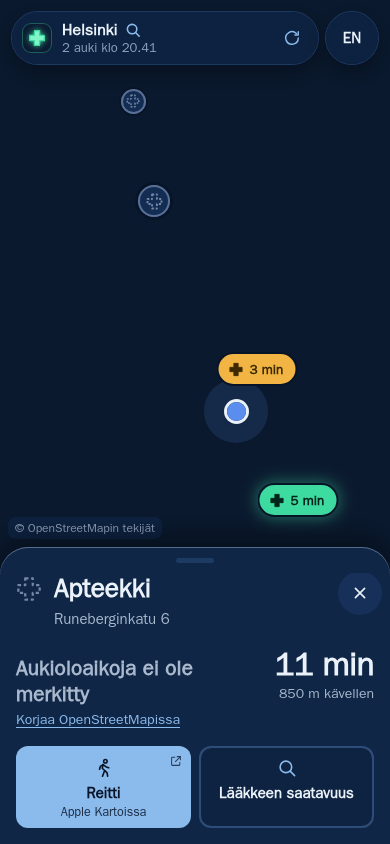 Helsinki
2 auki klo 20.41
EN
3 min
5 min
© OpenStreetMapin tekijät
Apteekki
Runeberginkatu 6
Aukioloaikoja ei ole
merkitty
11 min
850 m kävellen
Korjaa OpenStreetMapissa
Reitti
Apple Kartoissa
Lääkkeen saatavuus